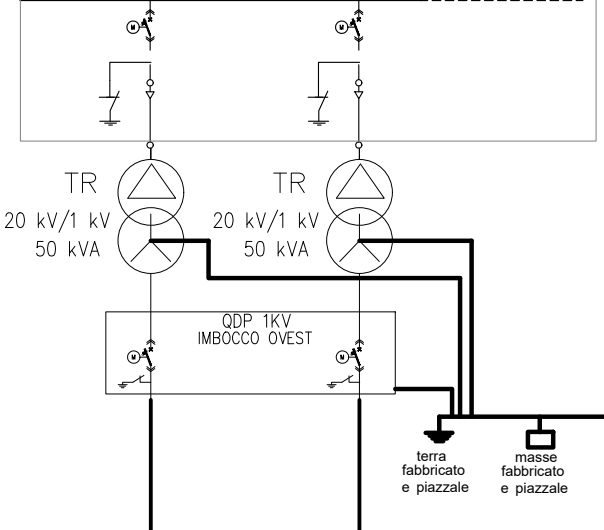 M
M
TR
TR
20 kV/1 kV
50 kVA
20 kV/1 kV
50 kVA
QDP 1KV
IMBOCCO OVEST
M
M
terra
fabbricato
e piazzale
masse
fabbricato
e piazzale